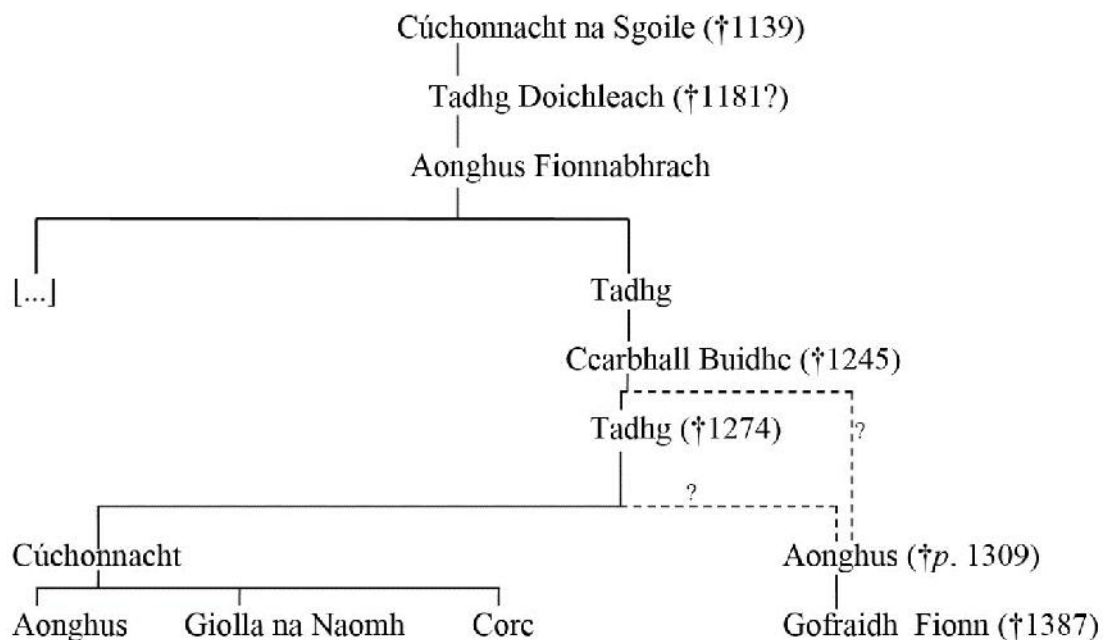 Cúchonnacht na Sgoile (†1139)
Tadhg Doichleach (†1181?)
Aonghus Fionnabhrach
[...] Tadhg
Cearbhall Buidhe (†1245)
Tadhg (†1274) ?
?
Cúchonnacht Aonghus (†p. 1309)
Aonghus Giolla na Naomh Corc Gofraidh Fionn (†1387)